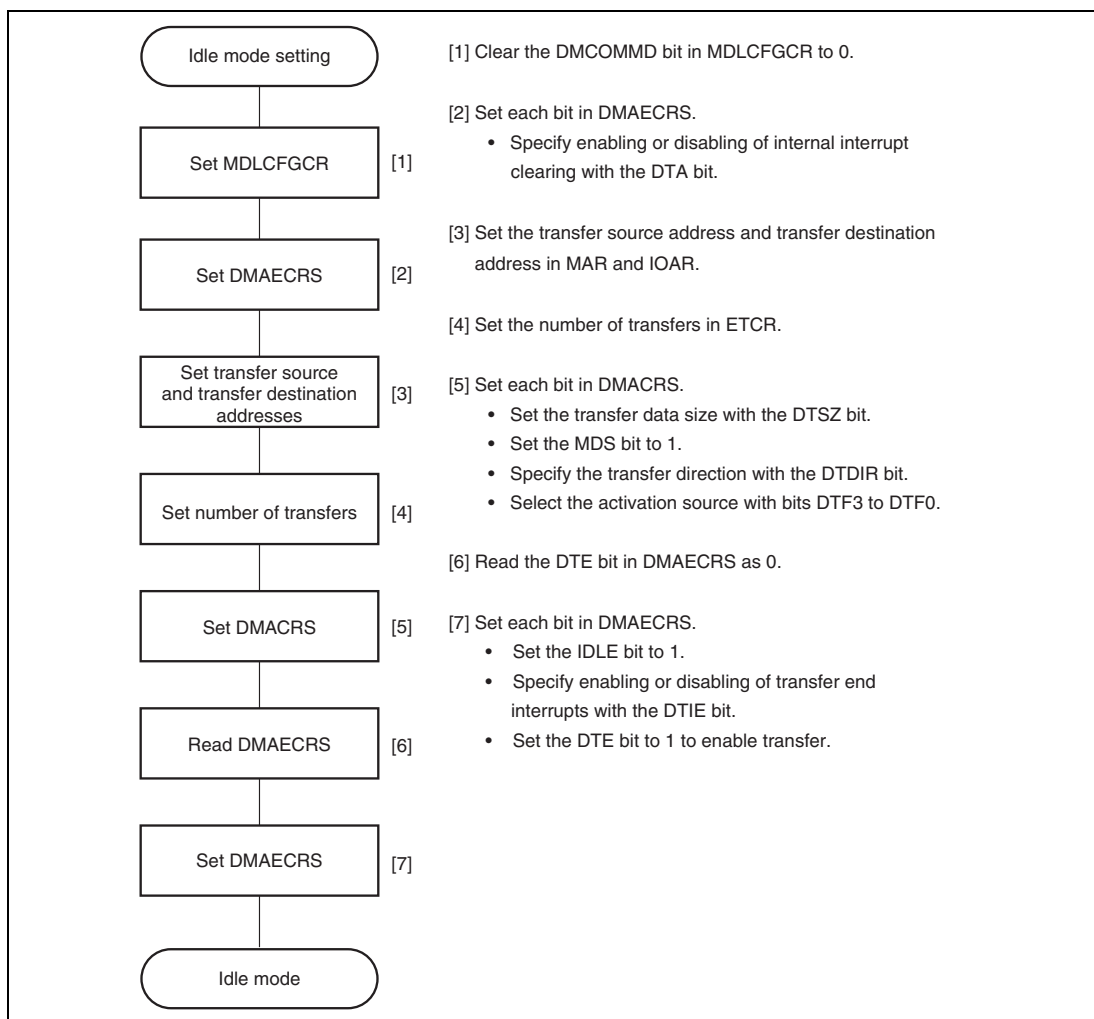 Idle mode setting
Set MDLCFGCR
[1]
Set DMAECRS
[2]
Set transfer source
and transfer destination
addresses
[3]
Set number of transfers
[4]
Set DMACRS
[5]
Read DMAECRS
[6]
Set DMAECRS
[7]
Idle mode
[1] Clear the DMCOMMD bit in MDLCFGCR to 0.
[2] Set each bit in DMAECRS.
• Specify enabling or disabling of internal interrupt
clearing with the DTA bit.
[3] Set the transfer source address and transfer destination
address in MAR and IOAR.
[4] Set the number of transfers in ETCR.
[5] Set each bit in DMACRS.
• Set the transfer data size with the DTSZ bit.
• Set the MDS bit to 1.
• Specify the transfer direction with the DTDIR bit.
• Select the activation source with bits DTF3 to DTF0.
[6] Read the DTE bit in DMAECRS as 0.
[7] Set each bit in DMAECRS.
• Set the IDLE bit to 1.
• Specify enabling or disabling of transfer end
interrupts with the DTIE bit.
• Set the DTE bit to 1 to enable transfer.